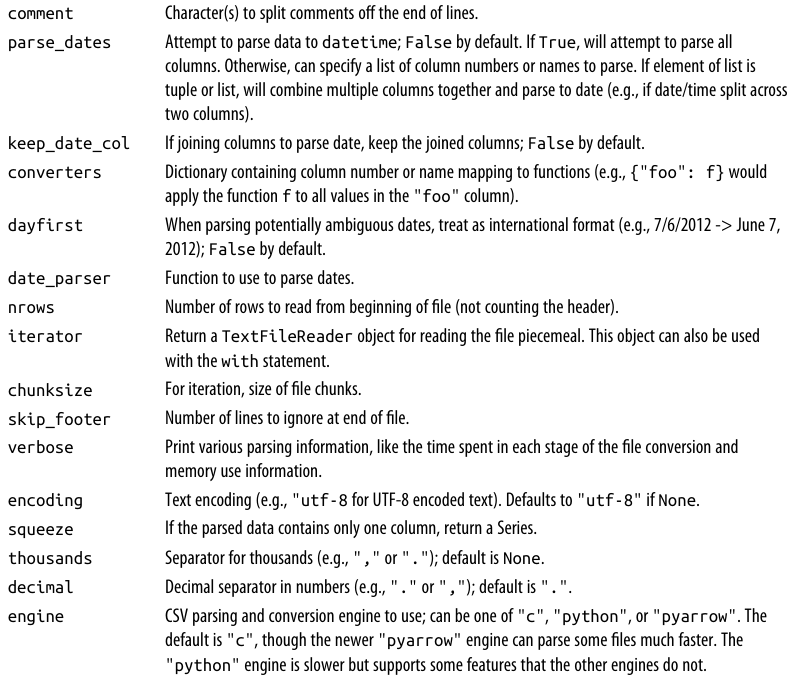 comment Character(s) to split comments off the end of lines.
parse_dates Attempt to parse data to datetime; False by default. If True, will attempt to parse all
columns. Otherwise, can specify a list of column numbers or names to parse. If element of list is
tuple or list, will combine multiple columns together and parse to date (e.g., if date/time split across
two columns).
keep_date_col If joining columns to parse date, keep the joined columns; False by default.
converters Dictionary containing column number or name mapping to functions (e.g., {"foo": f} would
apply the function f to all values in the "foo" column).
dayfirst When parsing potentially ambiguous dates, treat as international format (e.g., 7/6/2012 -> June 7,
2012); False by default.
date_parser Function to use to parse dates.
nrows Number of rows to read from beginning of file (not counting the header).
iterator Return a TextFileReader object for reading the file piecemeal. This object can also be used
with the with statement.
chunksize For iteration, size of file chunks.
skip_footer Number of lines to ignore at end of file.
verbose Print various parsing information, like the time spent in each stage of the file conversion and
memory use information.
encoding Text encoding (e.g., "utf-8 for UTF-8 encoded text). Defaults to "utf-8" if None.
squeeze If the parsed data contains only one column, return a Series.
thousands Separator for thousands (e.g., "," or "."); default is None.
decimal Decimal separator in numbers (e.g., "." or ","); default is ".".
engine CSV parsing and conversion engine to use; can be one of "c", "python", or "pyarrow". The
default is "c", though the newer "pyarrow" engine can parse some files much faster. The
"python" engine is slower but supports some features that the other engines do not.